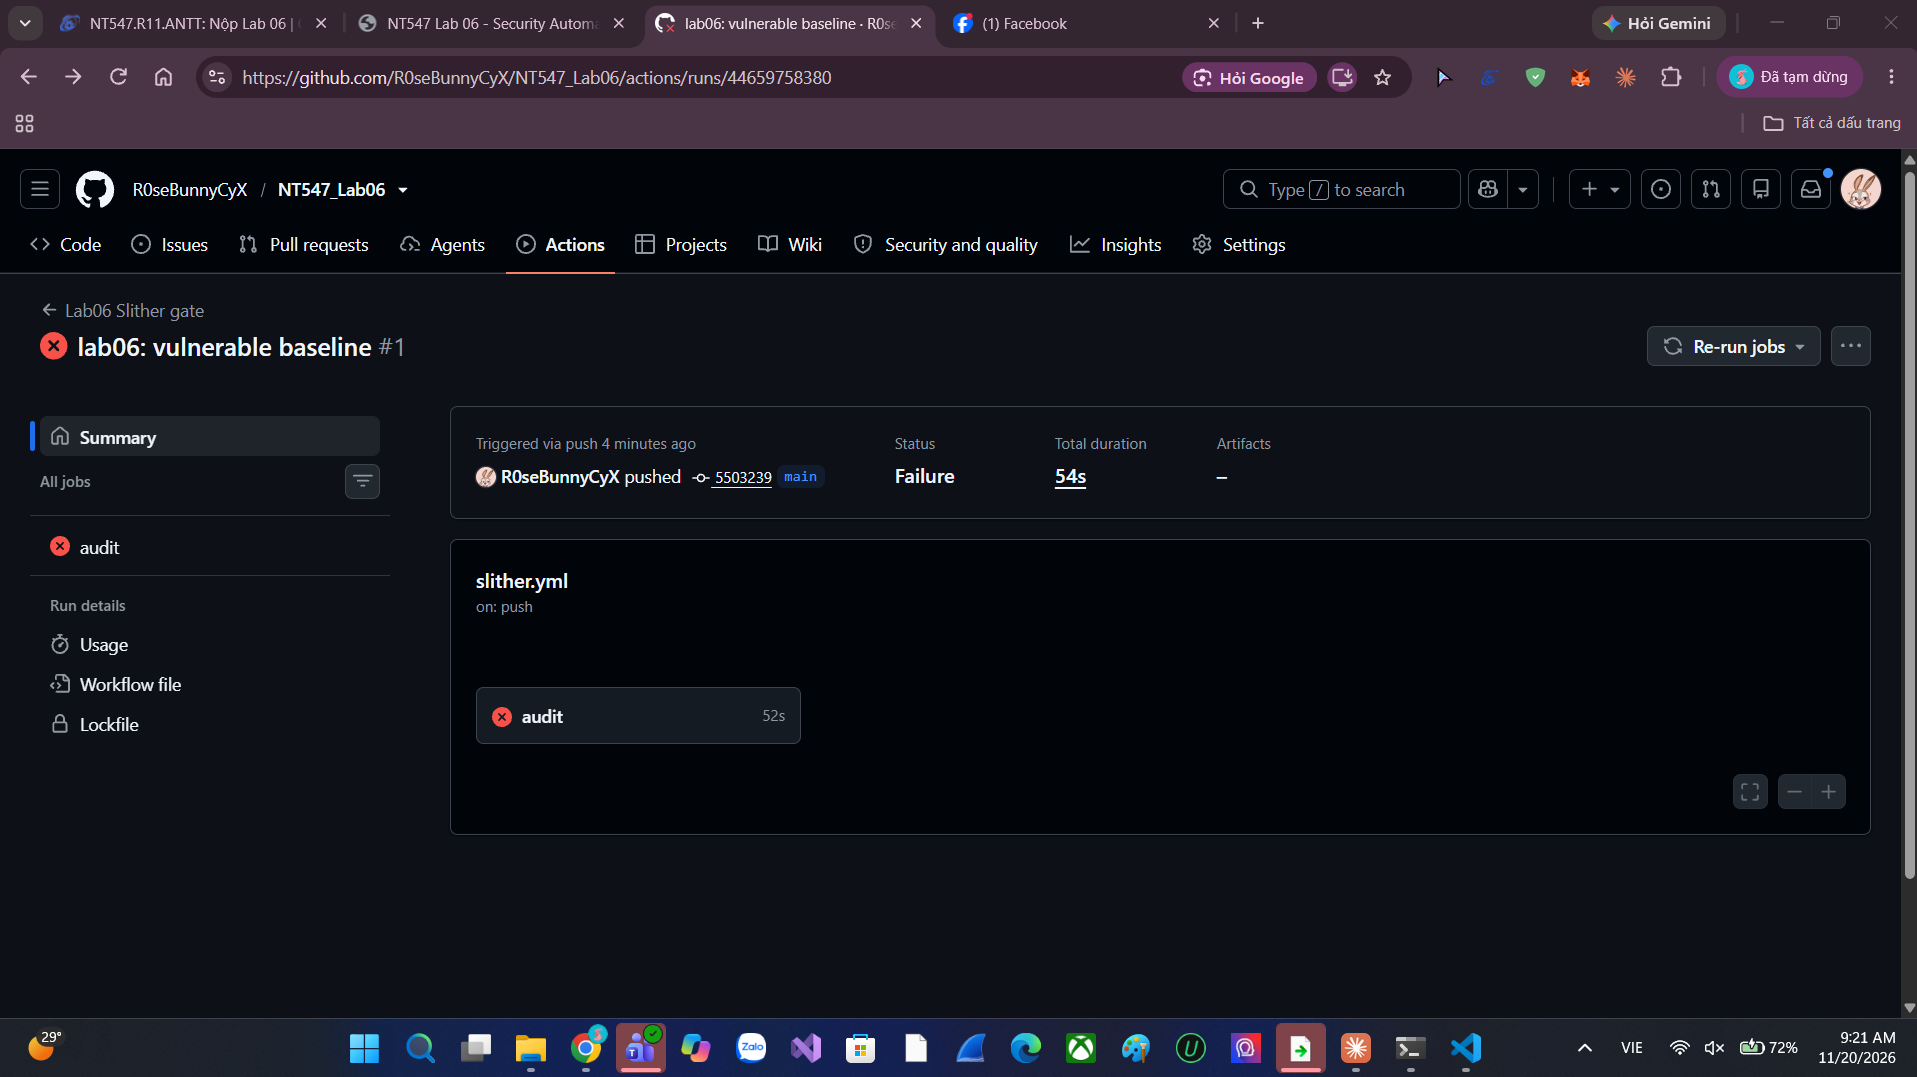 NT547.R11.ANTT: Nộp Lab 06 |
NT547 Lab 06 - Security Autom
lab06: vulnerable baseline · R0se
(1) Facebook
Hỏi Gemini
https://github.com/R0seBunnyCyX/NT547_Lab06/actions/runs/44659758380
Hỏi Google
Đã tạm dừng
Tất cả dấu trang
R0seBunnyCyX / NT547_Lab06
Type / to search
Code
Issues
Pull requests
Agents
Actions
Projects
Wiki
Security and quality
Insights
Settings
Lab06 Slither gate
lab06: vulnerable baseline #1
Re-run jobs
Summary
All jobs
audit
Run details
Usage
Workflow file
Lockfile
Triggered via push 4 minutes ago
R0seBunnyCyX pushed 5503239 main
Status
Failure
Total duration
54s
Artifacts
–
slither.yml
on: push
audit 52s
29°
Zalo
VIE
72%
9:21 AM
11/20/2026